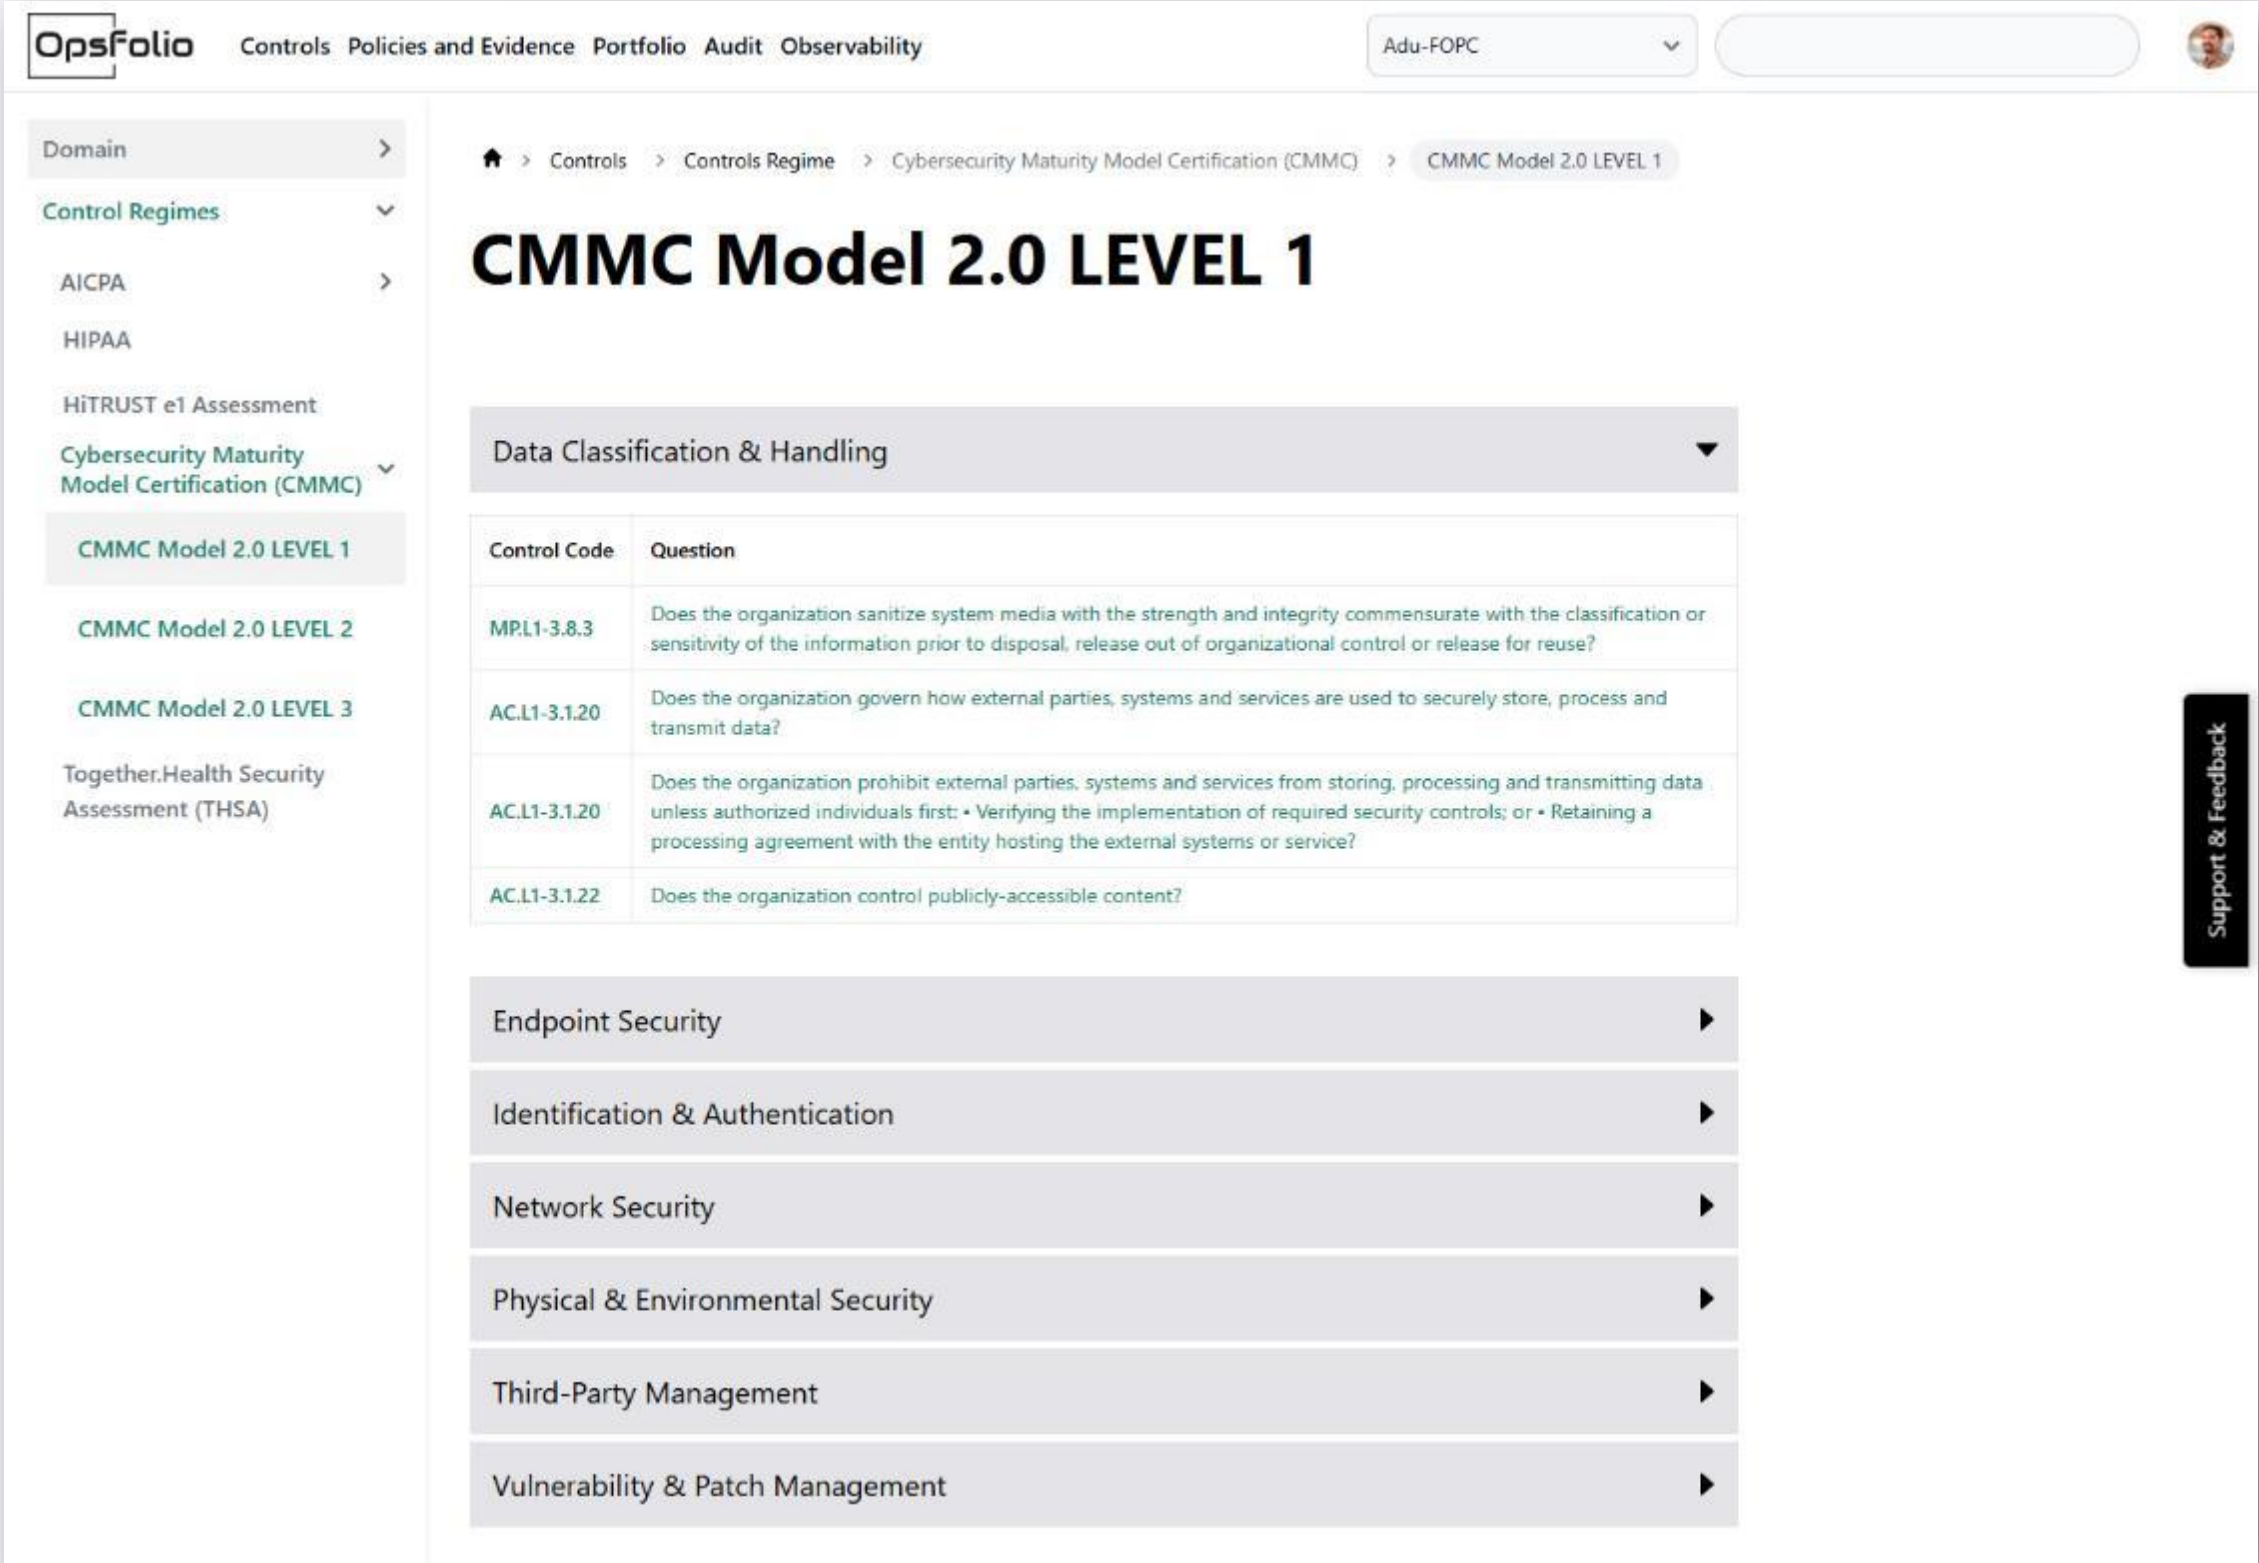 OpsFolio
Controls Policies and Evidence Portfolio Audit Observability
Adu-FOPC
Domain
Control Regimes
AICPA
HIPAA
HiTRUST e1 Assessment
Cybersecurity Maturity
Model Certification (CMMC)
CMMC Model 2.0 LEVEL 1
CMMC Model 2.0 LEVEL 2
CMMC Model 2.0 LEVEL 3
Together.Health Security
Assessment (THSA)
> Controls > Controls Regime > Cybersecurity Maturity Model Certification (CMMC) > CMMC Model 2.0 LEVEL 1
CMMC Model 2.0 LEVEL 1
Data Classification & Handling
Control Code Question
MP.L1-3.8.3
Does the organization sanitize system media with the strength and integrity commensurate with the classification or
sensitivity of the information prior to disposal, release out of organizational control or release for reuse?
AC.L1-3.1.20
Does the organization govern how external parties, systems and services are used to securely store, process and
transmit data?
AC.L1-3.1.20
Does the organization prohibit external parties, systems and services from storing, processing and transmitting data
unless authorized individuals first: • Verifying the implementation of required security controls; or • Retaining a
processing agreement with the entity hosting the external systems or service?
AC.L1-3.1.22
Does the organization control publicly-accessible content?
Endpoint Security
Identification & Authentication
Network Security
Physical & Environmental Security
Third-Party Management
Vulnerability & Patch Management
Support & Feedback